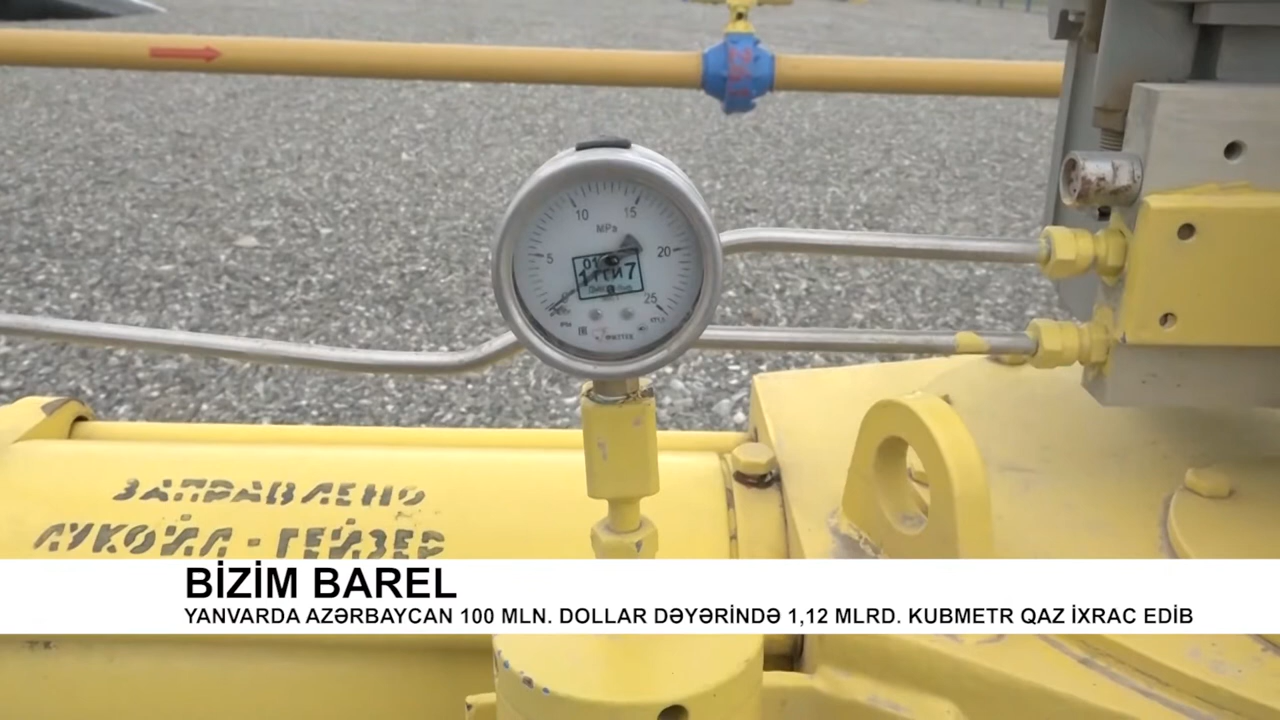 10
15
MPa
5
20
25
01
ЗАПРАВЛЕНО
ЛУКОЙЛ - ГЕЙЗЕР
BİZİM BAREL
YANVARDA AZƏRBAYCAN 100 MLN. DOLLAR DƏYƏRİNDƏ 1,12 MLRD. KUBMETR QAZ İXRAC EDİB